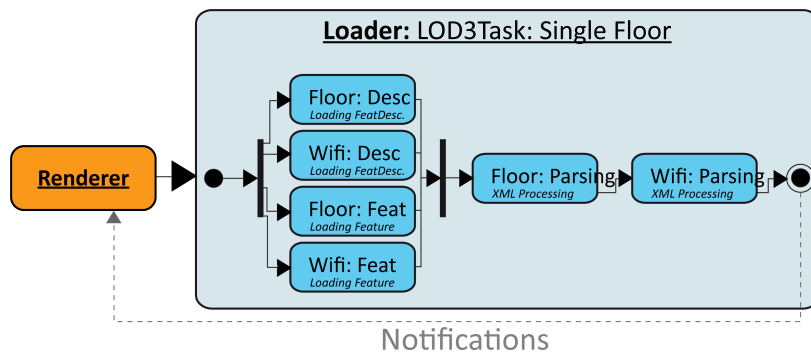 Loader: LOD3Task: Single Floor
Renderer
Floor: Desc
Loading FeatDesc.
Wifi: Desc
Loading FeatDesc.
Floor: Feat
Loading Feature
Wifi: Feat
Loading Feature
Floor: Parsing
XML Processing
Wifi: Parsing
XML Processing
Notifications